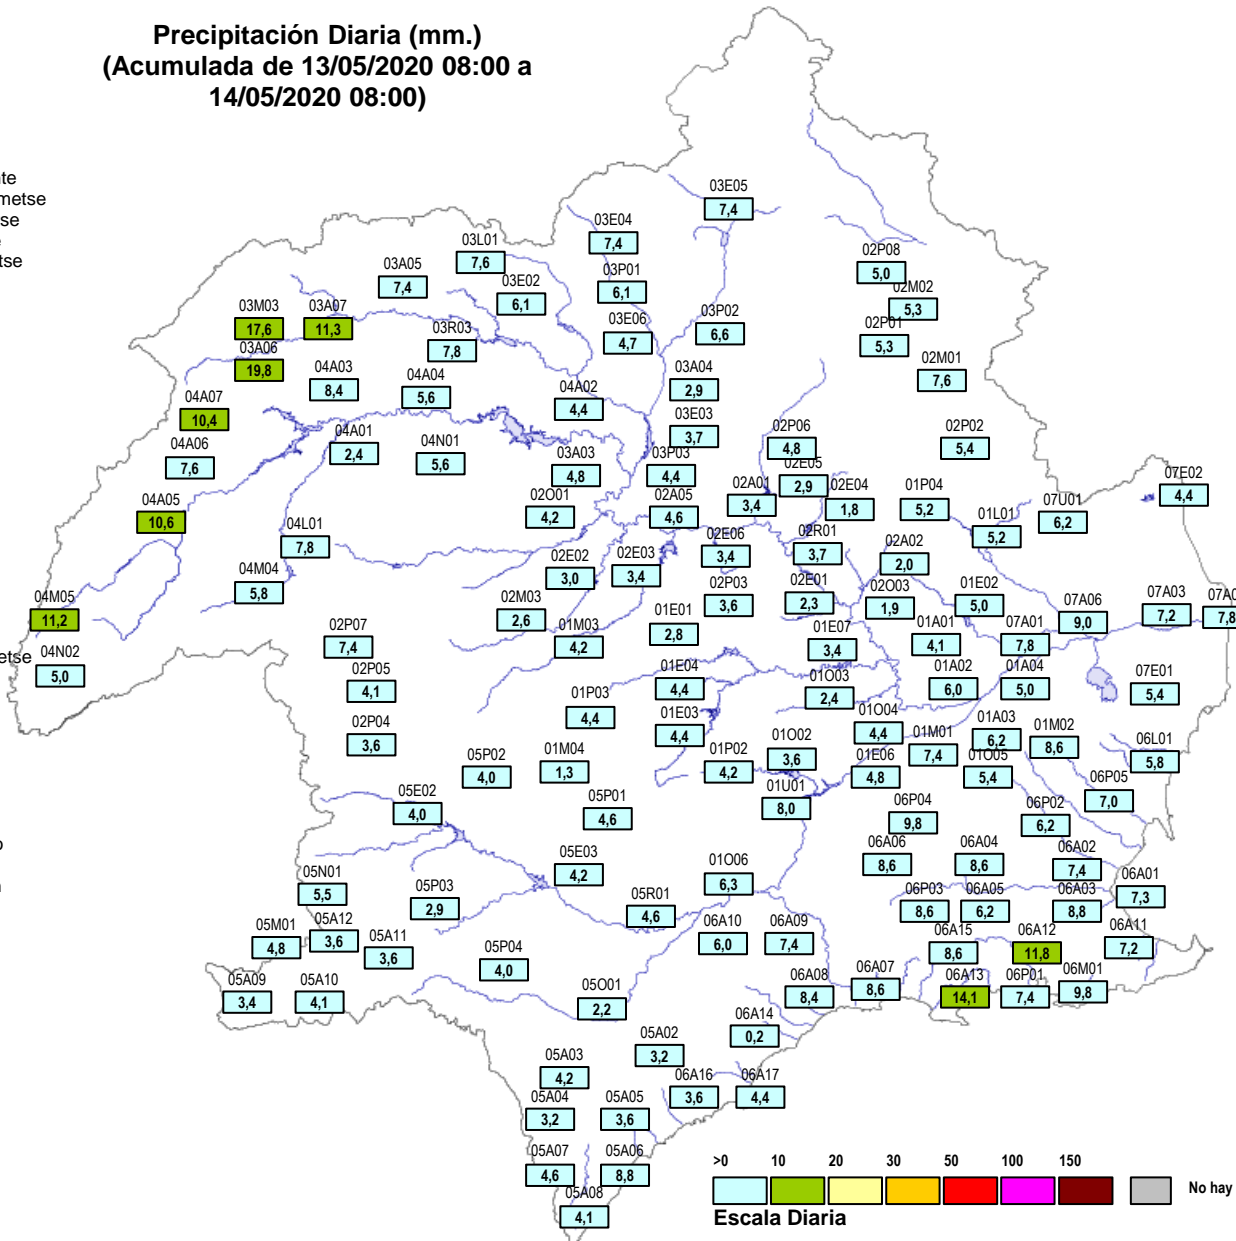 Precipitación Diaria (mm.)
(Acumulada de 13/05/2020 08:00 a
14/05/2020 08:00)
03E05
7,4
03E04
7,4
03L01
7,6
02P08
5,0
03A05
7,4
03P01
6,1
03E02
6,1
02M02
5,3
03M03
17,6
03A07
11,3
03P02
6,6
03E06
4,7
02P01
5,3
03R03
7,8
03A06
19,8
02M01
7,6
04A03
8,4
04A04
5,6
03A04
2,9
04A02
4,4
04A07
10,4
03E03
3,7
04A01
2,4
04N01
5,6
02P06
4,8
02P02
5,4
04A06
7,6
03A03
4,8
03P03
4,4
02E05
2,9
07E02
4,4
04A05
10,6
02O01
4,2
02A05
4,6
02A01
3,4
02E04
1,8
01P04
5,2
07U01
6,2
01L01
5,2
04L01
7,8
02E06
3,4
02R01
3,7
02A02
2,0
02E02
3,0
02E03
3,4
04M04
5,8
02P03
3,6
02E01
2,3
02O03
1,9
01E02
5,0
04M05
11,2
02M03
2,6
07A06
9,0
07A03
7,2
07A0
7,8
01E01
2,8
01M03
4,2
02P07
7,4
01E07
3,4
01A01
4,1
07A01
7,8
etse
04N02
5,0
02P05
4,1
01E04
4,4
01O03
2,4
01A02
6,0
01A04
5,0
07E01
5,4
01P03
4,4
02P04
3,6
01E03
4,4
01O04
4,4
01M01
7,4
01A03
6,2
01M02
8,6
05P02
4,0
01M04
1,3
01P02
4,2
01O02
3,6
01E06
4,8
01O05
5,4
06L01
5,8
05E02
4,0
05P01
4,6
01U01
8,0
06P04
9,8
06P02
6,2
06P05
7,0
05E03
4,2
01O06
6,3
06A06
8,6
06A04
8,6
06A02
7,4
05N01
5,5
05P03
2,9
05R01
4,6
06P03
8,6
06A05
6,2
06A03
8,8
06A01
7,3
05M01
4,8
05A12
3,6
05A11
3,6
05P04
4,0
06A10
6,0
06A09
7,4
06A15
8,6
06A12
11,8
06A11
7,2
05A09
3,4
05A10
4,1
05O01
2,2
06A08
8,4
06A07
8,6
06A13
14,1
06P01
7,4
06M01
9,8
06A14
0,2
05A02
3,2
05A03
4,2
06A16
3,6
06A17
4,4
05A04
3,2
05A05
3,6
05A07
4,6
05A06
8,8
05A08
4,1
>0 10 20 30 50 100 150
No hay
Escala Diaria